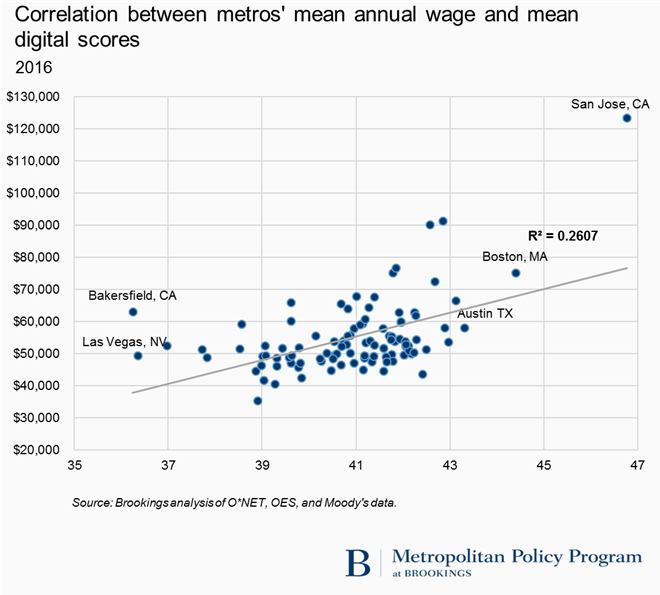 Correlation between metros' mean annual wage and mean
digital scores
2016
$130,000
San Jose, CA
$120,000
$110,000
$100,000
$90,000
R² = 0.2607
$80,000
Boston, MA
$70,000
Bakersfield, CA
$60,000
Austin TX
Las Vegas, NV
$50,000
$40,000
$30,000
$20,000
35 37 39 41 43 45 47
Source: Brookings analysis of O*NET, OES, and Moody's data.
B Metropolitan Policy Program
at BROOKINGS